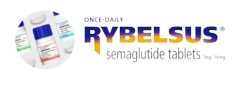 ONCE-DAILY
RYBELSUS®
semaglutide tablets